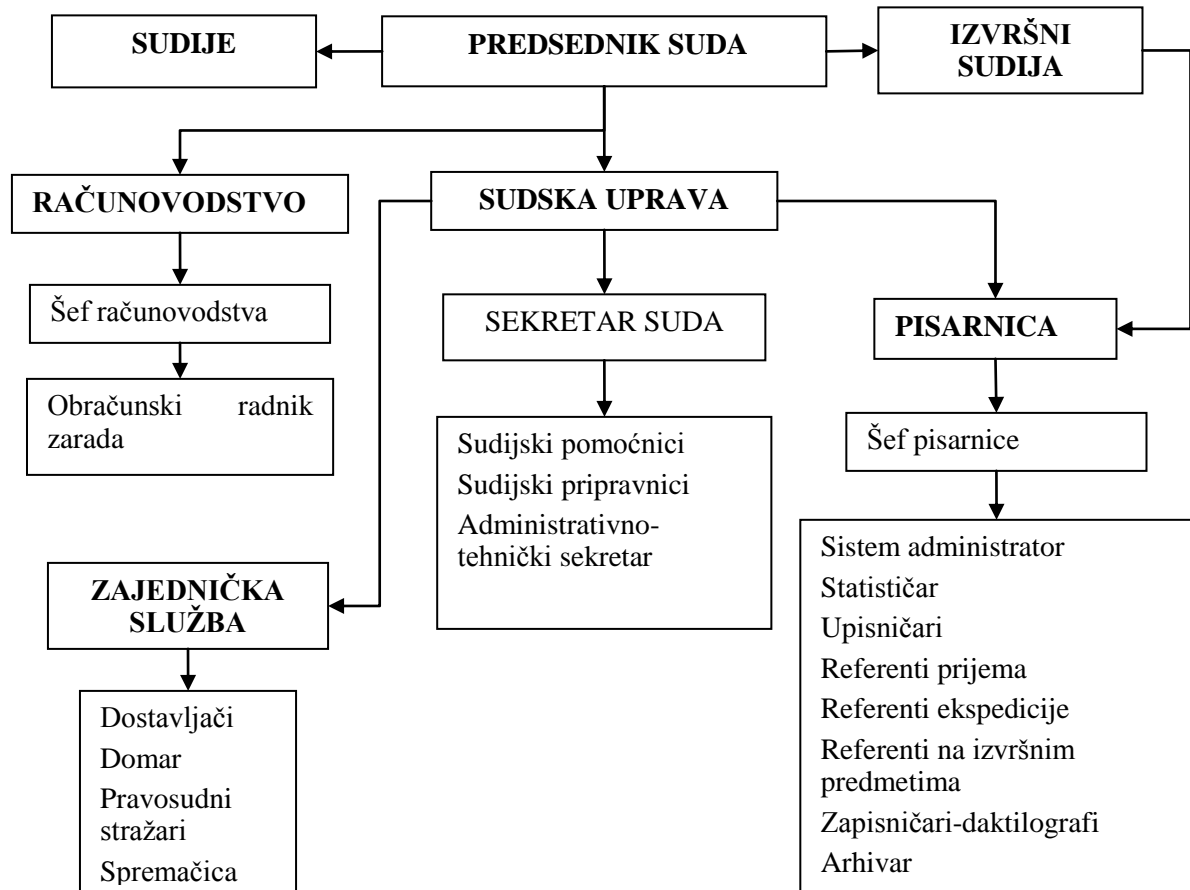 SUDIJE
PREDSEDNIK SUDA
IZVRŠNI
SUDIJA
RAČUNOVODSTVO
SUDSKA UPRAVA
Šef računovodstva
SEKRETAR SUDA
PISARNICA
Obračunski radnik
zarada
Sudijski pomoćnici
Sudijski pripravnici
Administrativno-
tehnički sekretar
Šef pisarnice
ZAJEDNIČKA
SLUŽBA
Sistem administrator
Statističar
Upisničari
Referenti prijema
Referenti ekspedicije
Referenti na izvršnim
predmetima
Zapisničari-daktilografi
Arhivar
Dostavljači
Domar
Pravosudni
stražari
Spremačica